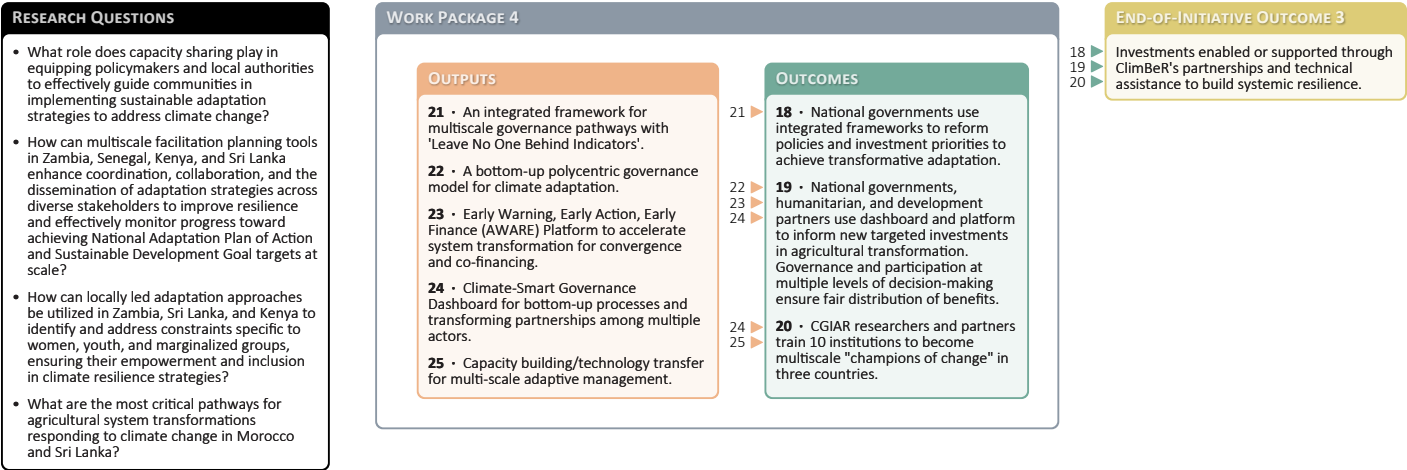 RESEARCH QUESTIONS
• What role does capacity sharing play in
equipping policymakers and local authorities
to effectively guide communities in
implementing sustainable adaptation
strategies to address climate change?
• How can multiscale facilitation planning tools
in Zambia, Senegal, Kenya, and Sri Lanka
enhance coordination, collaboration, and the
dissemination of adaptation strategies across
diverse stakeholders to improve resilience
and effectively monitor progress toward
achieving National Adaptation Plan of Action
and Sustainable Development Goal targets at
scale?
• How can locally led adaptation approaches
be utilized in Zambia, Sri Lanka, and Kenya to
identify and address constraints specific to
women, youth, and marginalized groups,
ensuring their empowerment and inclusion
in climate resilience strategies?
• What are the most critical pathways for
agricultural system transformations
responding to climate change in Morocco
and Sri Lanka?
WORK PACKAGE 4
OUTPUTS
21 · An integrated framework for
multiscale governance pathways with
'Leave No One Behind Indicators'.
22 · A bottom-up polycentric governance
model for climate adaptation.
23 · Early Warning, Early Action, Early
Finance (AWARE) Platform to accelerate
system transformation for convergence
and co-financing.
24 · Climate-Smart Governance
Dashboard for bottom-up processes and
transforming partnerships among multiple
actors.
25 · Capacity building/technology transfer
for multi-scale adaptive management.
OUTCOMES
21
18 · National governments use
integrated frameworks to reform
policies and investment priorities to
achieve transformative adaptation.
22
23
24
19 · National governments,
humanitarian, and development
partners use dashboard and platform
to inform new targeted investments
in agricultural transformation.
Governance and participation at
multiple levels of decision-making
ensure fair distribution of benefits.
24
25
20 · CGIAR researchers and partners
train 10 institutions to become
multiscale "champions of change" in
three countries.
END-OF-INITIATIVE OUTCOME 3
18
19
20
Investments enabled or supported through
ClimBeR's partnerships and technical
assistance to build systemic resilience.